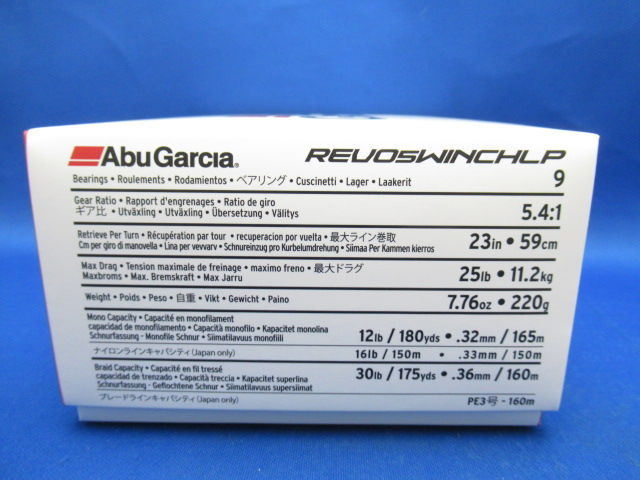 AbuGarcia® REVO5WINCHLP
Bearings • Roulements • Rodamientos • ベアリング • Cuscinetti • Lager • Laakerit 9
Gear Ratio • Rapport d'engrenages • Ratio de giro
ギア比 • Utväxling • Utväxling • Übersetzung • Välitys 5.4:1
Retrieve Per Turn • Récupération par tour • recuperacion por vuelta • 最大ライン巻取
Cm per giro di manovella • Lina per vevvarv • Schnureinzug pro Kurbelumdrehung • Siimaa Per Kammen kierros 23in • 59cm
Max Drag • Tension maximale de freinage • maximo freno • 最大ドラグ
Maxbroms • Max. Bremskraft • Max Jarru 25lb • 11.2kg
Weight • Poids • Peso • 自重 • Vikt • Gewicht • Paino 7.76oz • 220g
Mono Capacity • Capacité en monofilament
capacidad de monofilamento • Capacità monofilo • Kapacitet monolina
Schnurfassung - Monofile Schnur • Siimatilavuus monofiili 12lb / 180yds • .32mm / 165m
ナイロンラインキャパシティ(Japan only) 16lb / 150m • .33mm / 150m
Braid Capacity • Capacité en fil tressé
capacidad de trenzado • Capacità treccia • Kapacitet superlina
Schnurfassung - Geflochtene Schnur • Siimatilavuus supersiimat 30lb / 175yds • .36mm / 160m
ブレードラインキャパシティ(Japan only) PE3号 - 160m